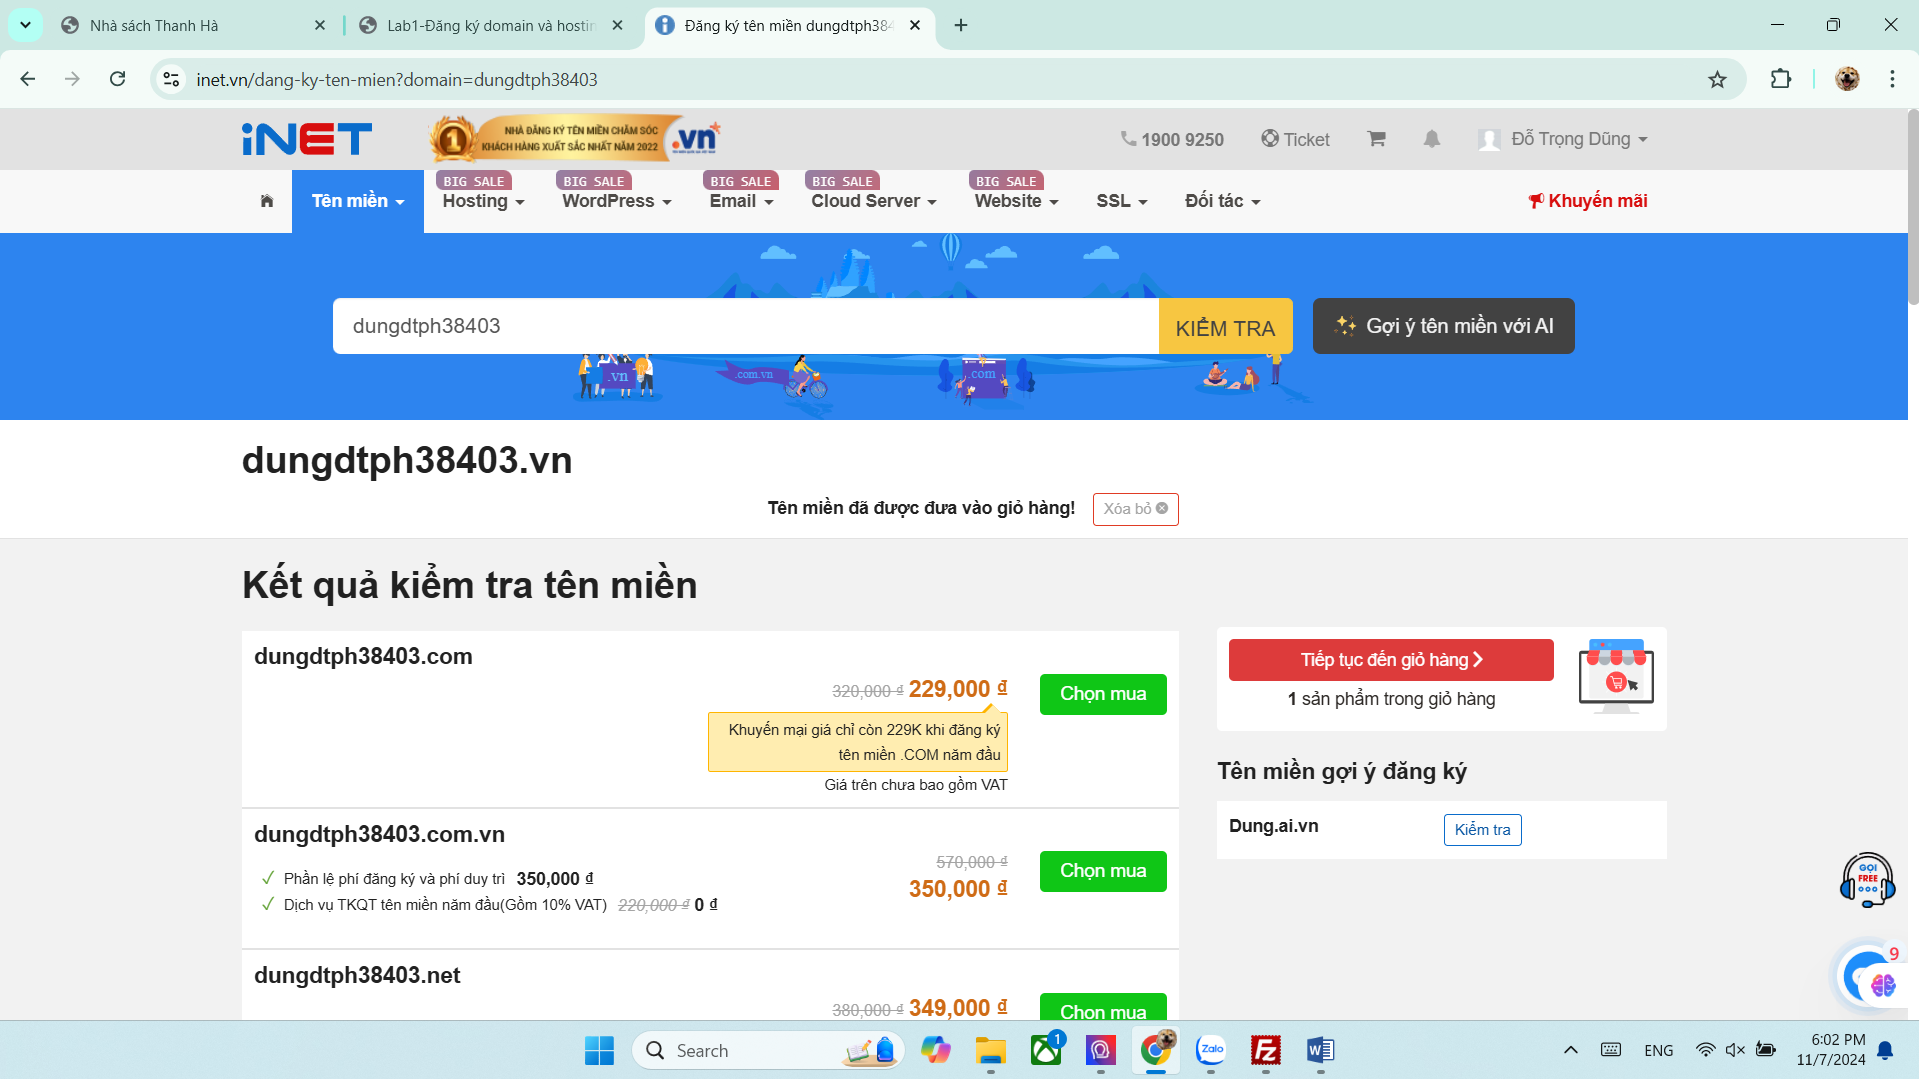 Nhà sách Thanh Hà
Lab1-Đăng ký domain và hostin
Đăng ký tên miền dungdtph384
inet.vn/dang-ky-ten-mien?domain=dungdtph38403
iNET
1
NHÀ ĐĂNG KÝ TÊN MIỀN CHĂM SÓC
KHÁCH HÀNG XUẤT SẮC NHẤT NĂM 2022
.vn
1900 9250
Ticket
Đỗ Trọng Dũng
Tên miền
BIG SALE
Hosting
BIG SALE
WordPress
BIG SALE
Email
BIG SALE
Cloud Server
BIG SALE
Website
SSL
Đối tác
Khuyến mãi
dungdtph38403
KIỂM TRA
Gợi ý tên miền với AI
.vn
.com.vn
.com
dungdtph38403.vn
Tên miền đã được đưa vào giỏ hàng!
Xóa bỏ
Kết quả kiểm tra tên miền
dungdtph38403.com
320,000 ₫ 229,000 ₫
Chọn mua
Khuyến mại giá chỉ còn 229K khi đăng ký
tên miền .COM năm đầu
Giá trên chưa bao gồm VAT
dungdtph38403.com.vn
Phần lệ phí đăng ký và phí duy trì 350,000 ₫
Dịch vụ TKQT tên miền năm đầu(Gồm 10% VAT) 220,000 ₫ 0 ₫
570,000 ₫
350,000 ₫
Chọn mua
dungdtph38403.net
380,000 ₫ 349,000 ₫
Chọn mua
Tiếp tục đến giỏ hàng
1 sản phẩm trong giỏ hàng
Tên miền gợi ý đăng ký
Dung.ai.vn
Kiểm tra
GỌI
FREE
9
Search
1
Zalo
ENG
6:02 PM
11/7/2024